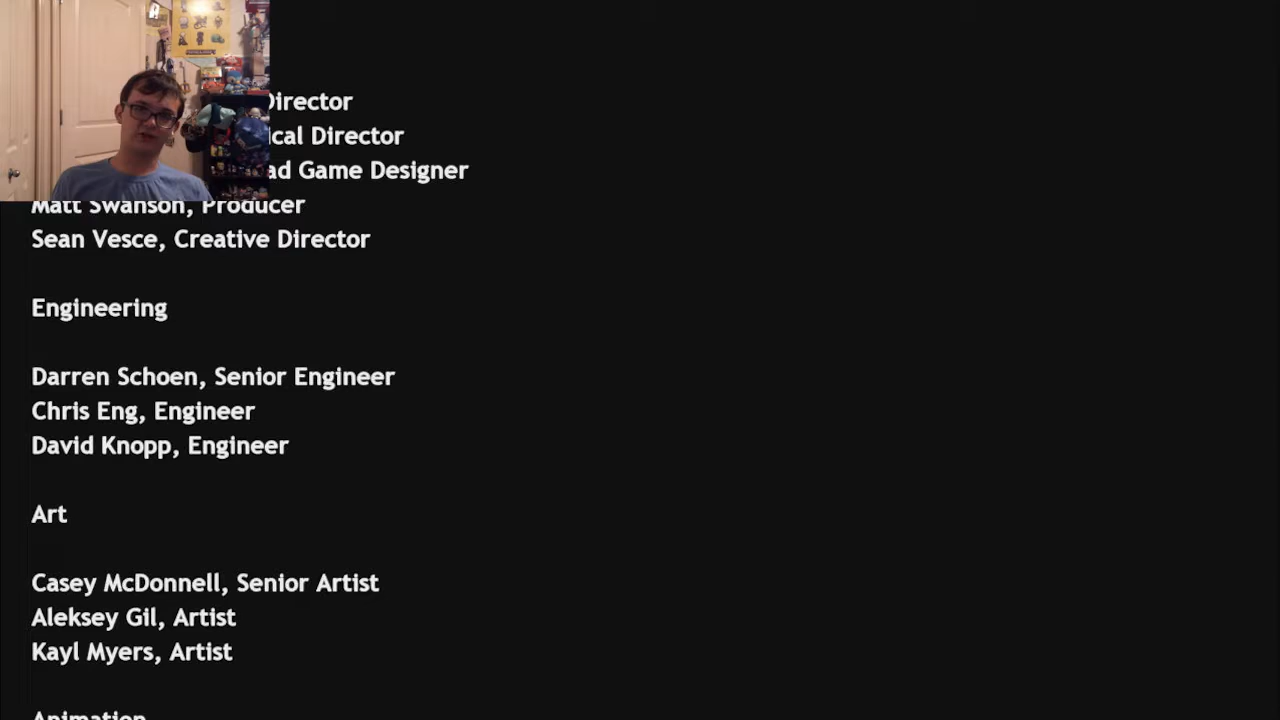 Director
ical Director
ad Game Designer
Matt Swanson, Producer
Sean Vesce, Creative Director
Engineering
Darren Schoen, Senior Engineer
Chris Eng, Engineer
David Knopp, Engineer
Art
Casey McDonnell, Senior Artist
Aleksey Gil, Artist
Kayl Myers, Artist
Animation